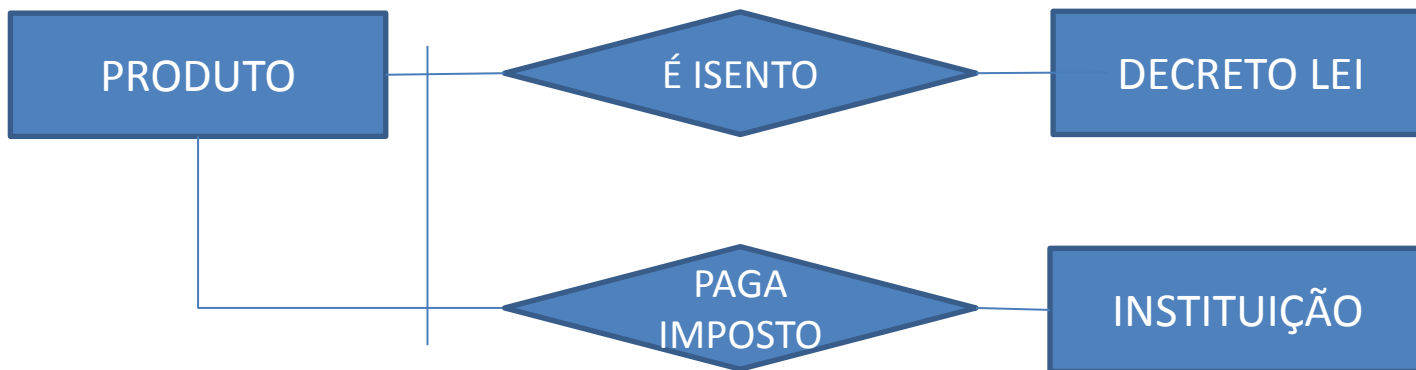 PRODUTO
É ISENTO
DECRETO LEI
PAGA
IMPOSTO
INSTITUIÇÃO